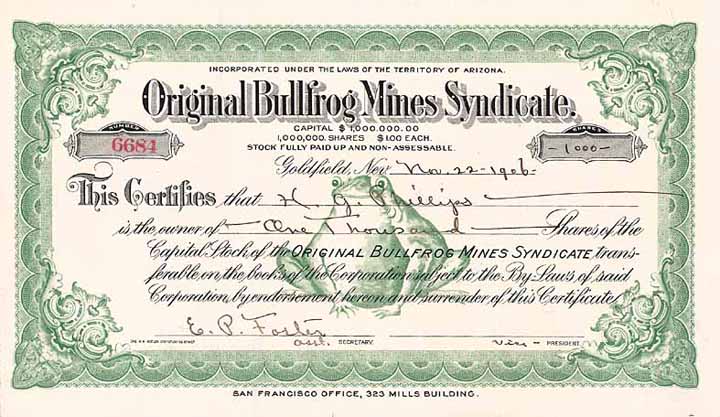 INCORPORATED UNDER THE LAWS OF THE TERRITORY OF ARIZONA.
Original Bullfrog Mines Syndicate.
CAPITAL $1,000,000.00
1,000,000. SHARES $1.00 EACH.
STOCK FULLY PAID UP AND NON-ASSESSABLE.
NUMBER
6684
SHARES
-1000-
Goldfield, Nev. Nov. 22-1906-
This Certifies that H. G. Phillips
is the owner of One Thousand Shares of the
Capital Stock of the ORIGINAL BULLFROG MINES SYNDICATE trans-
ferable on the books of the Corporation subject to the By-Laws of said
Corporation, by endorsement hereon and surrender of this Certificate
E. P. Foster
asst. SECRETARY. Vice- PRESIDENT.
SAN FRANCISCO OFFICE, 323 MILLS BUILDING.